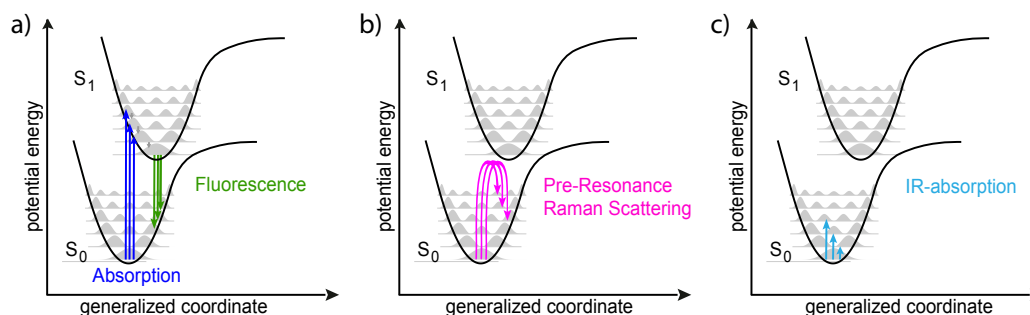 a)
potential energy
S1
S0
Fluorescence
Absorption
generalized coordinate
b)
potential energy
S1
S0
Pre-Resonance
Raman Scattering
generalized coordinate
c)
potential energy
S1
S0
IR-absorption
generalized coordinate